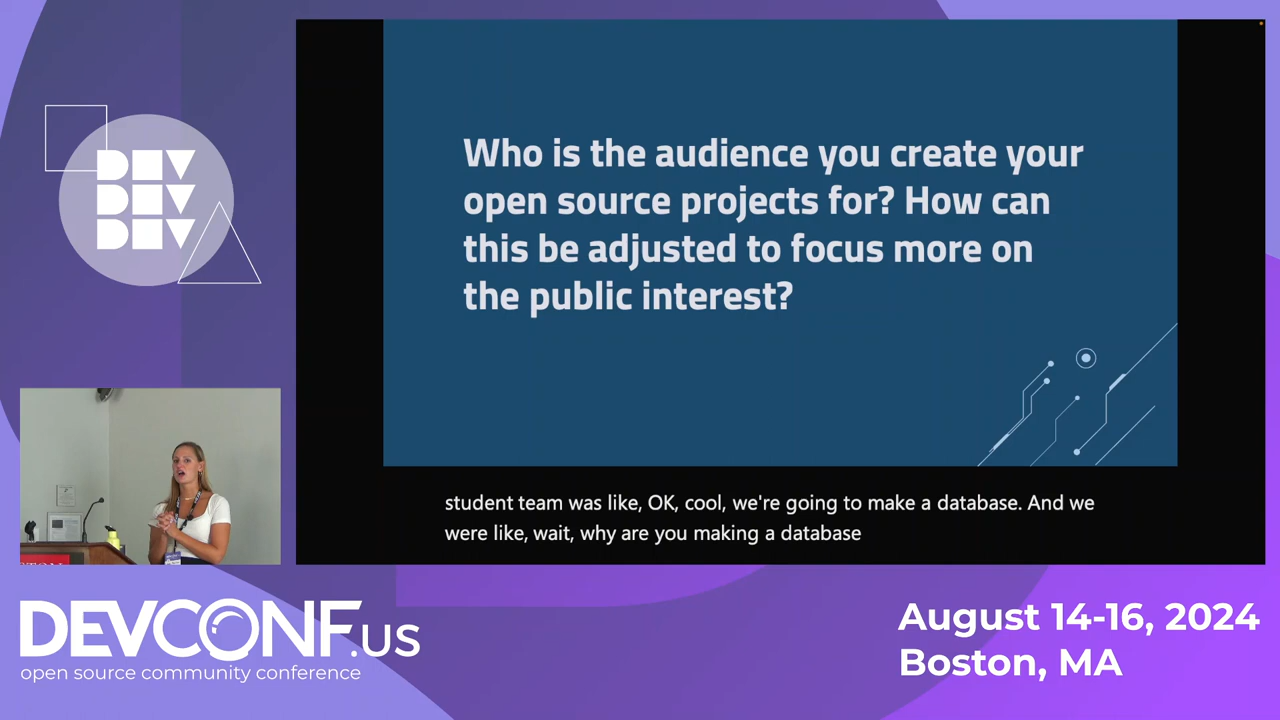 DEV
DEV
DEV
Who is the audience you create your
open source projects for? How can
this be adjusted to focus more on
the public interest?
student team was like, OK, cool, we're going to make a database. And we
were like, wait, why are you making a database
DEVCONF.us
open source community conference
August 14-16, 2024
Boston, MA